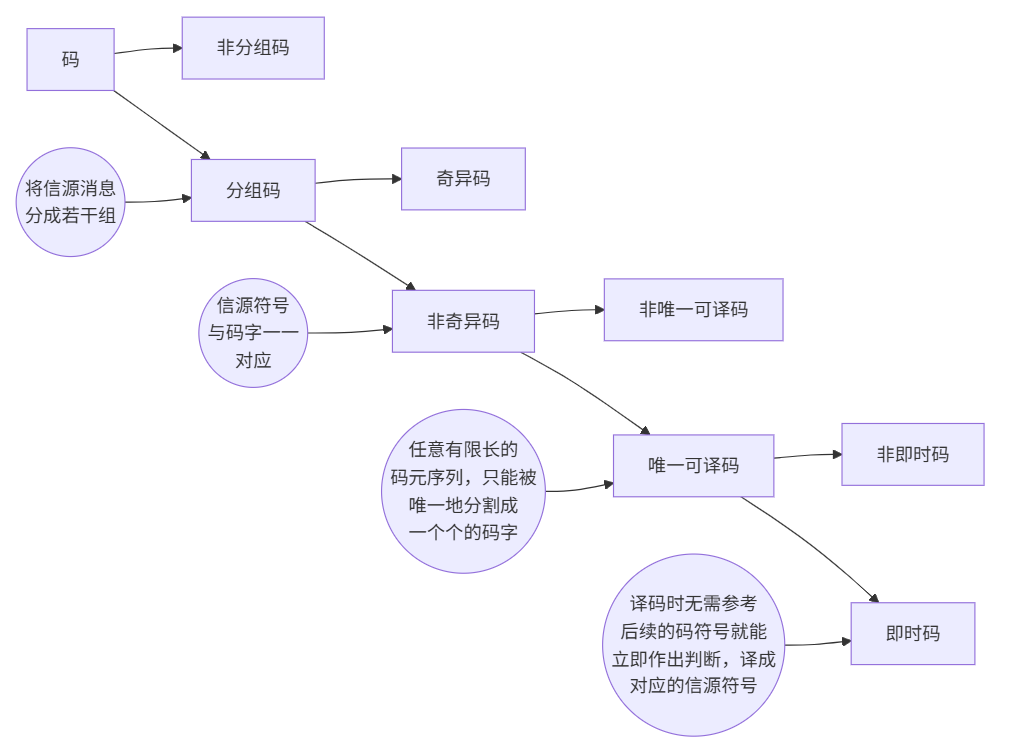 码
非分组码
将信源消息
分成若干组
分组码
奇异码
信源符号
与码字一一
对应
非奇异码
非唯一可译码
任意有限长的
码元序列，只能被
唯一地分割成
一个个的码字
唯一可译码
非即时码
译码时无需参考
后续的码符号就能
立即作出判断，译成
对应的信源符号
即时码